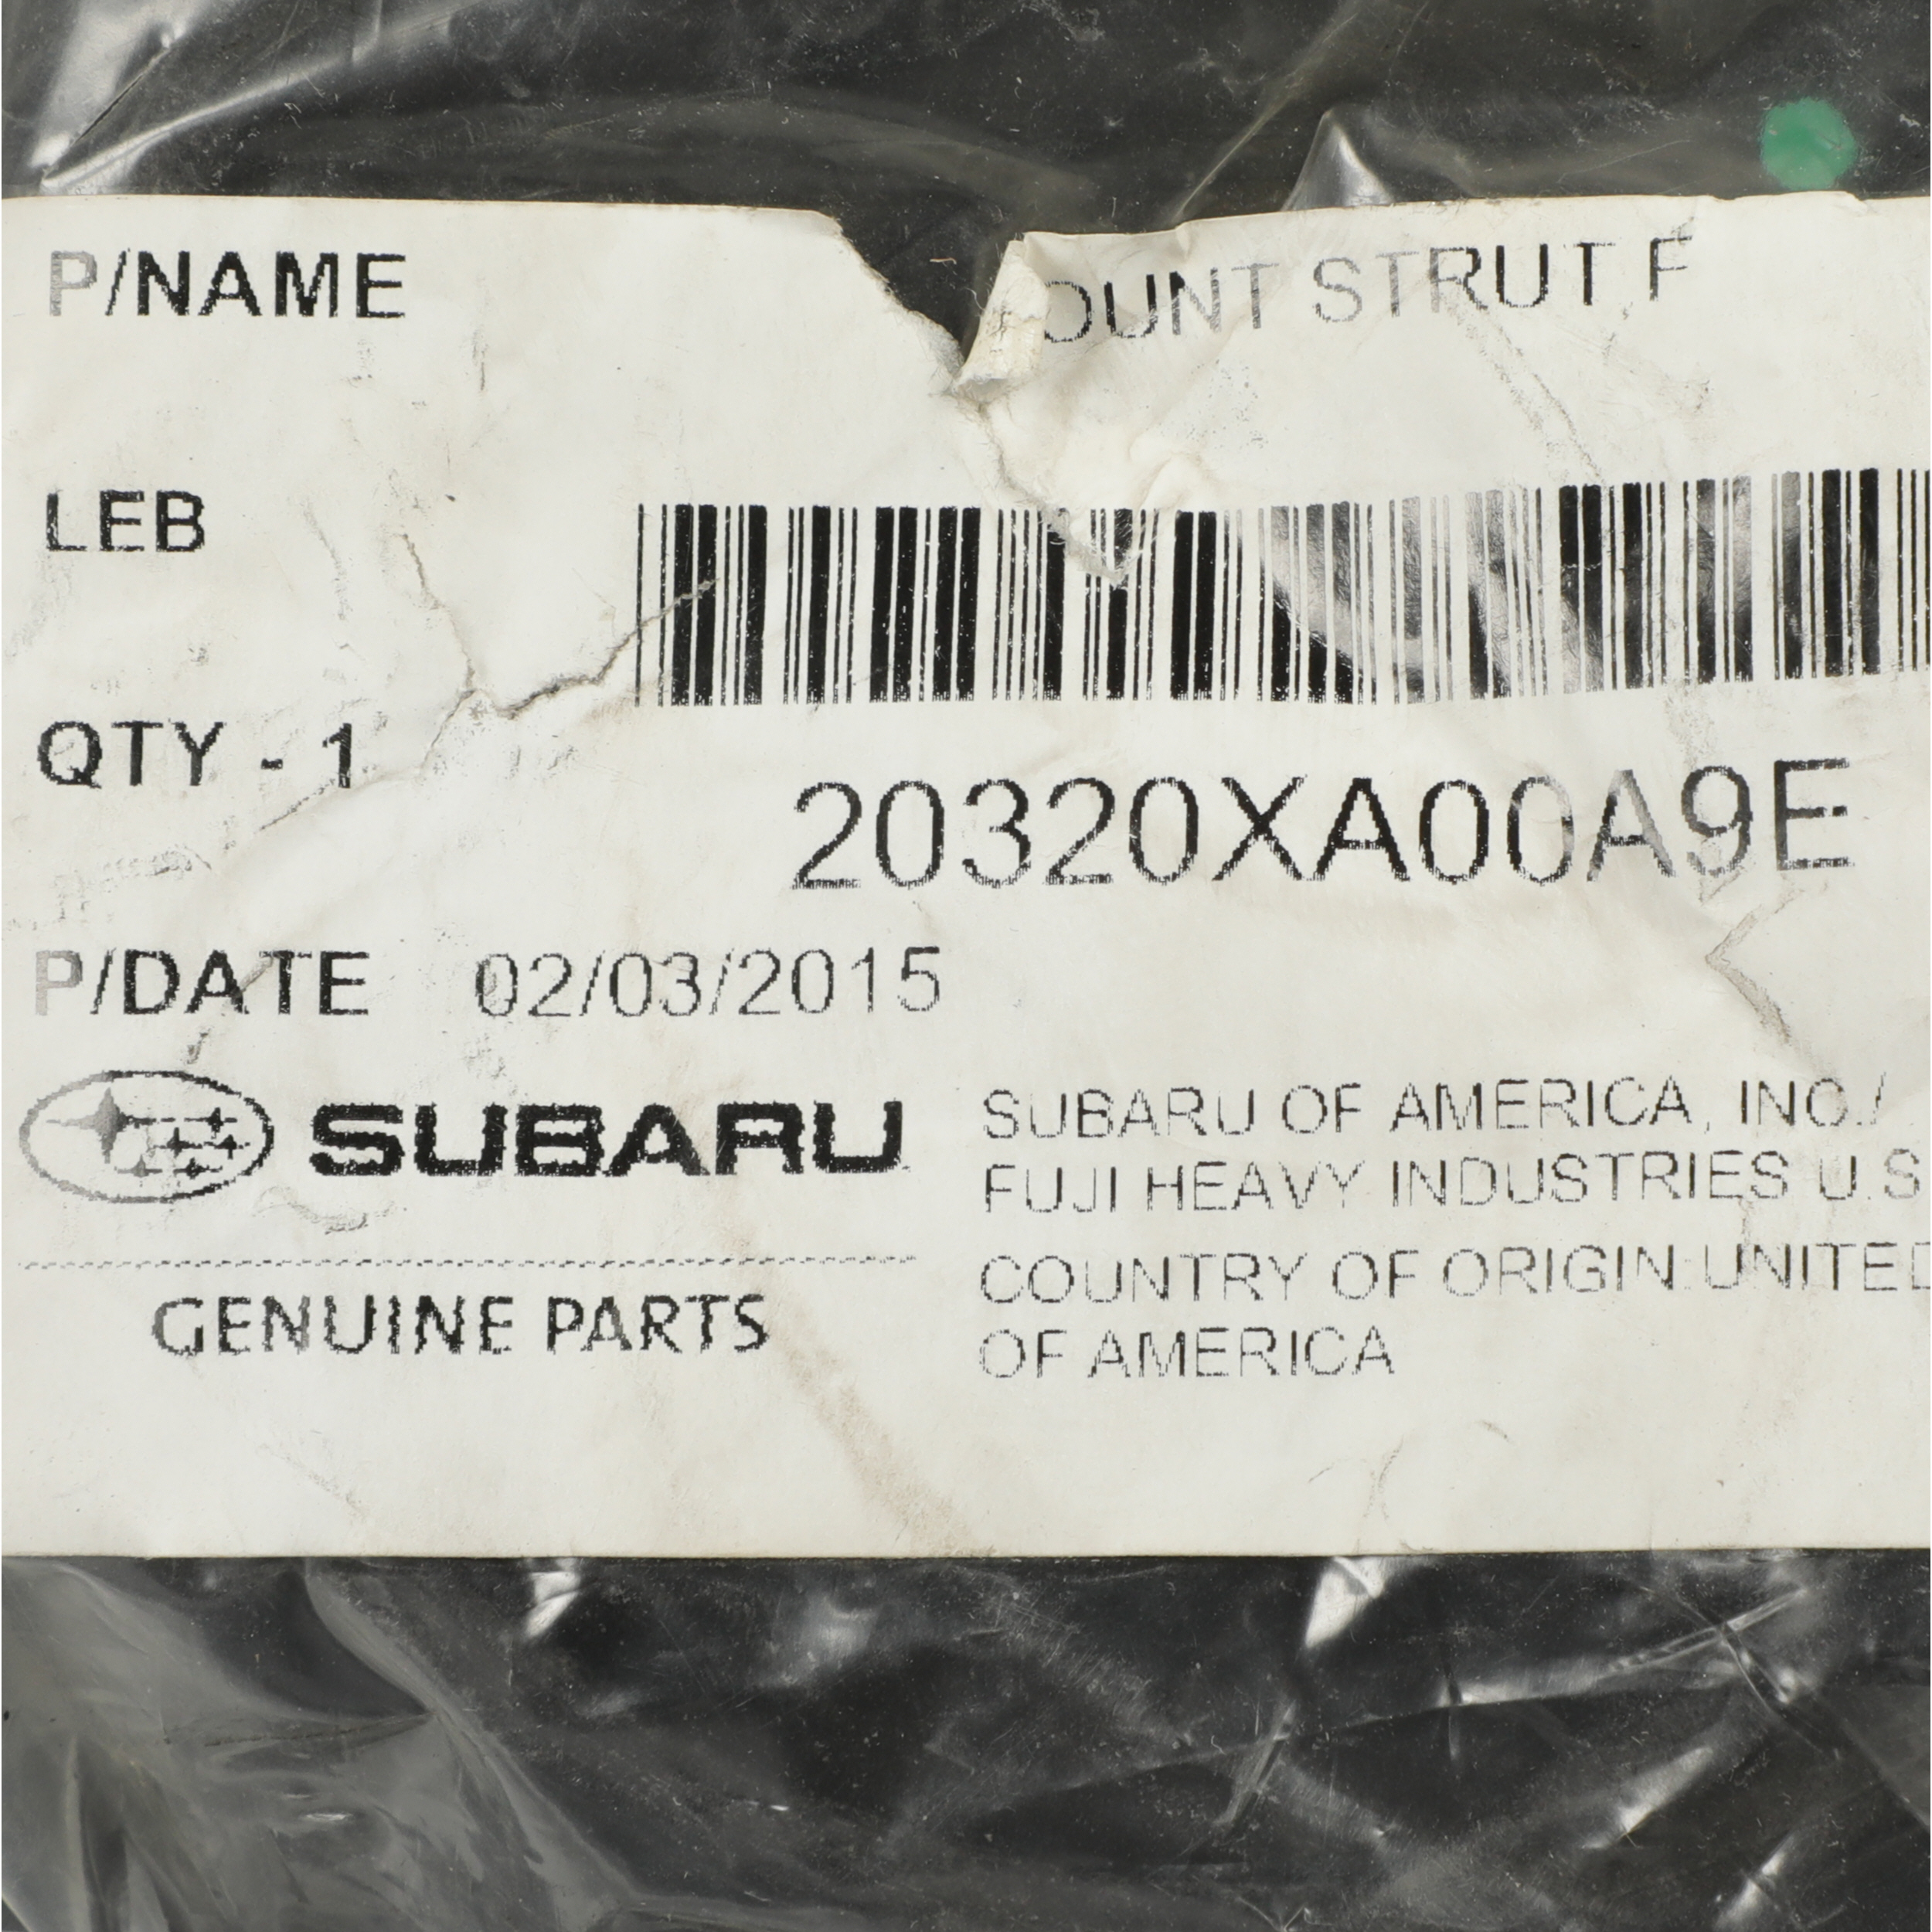 P/NAME OUNT STRUT F
LEB
QTY - 1
20320XA00A9E
P/DATE 02/03/2015
SUBARU
GENUINE PARTS
SUBARU OF AMERICA, INC./
FUJI HEAVY INDUSTRIES U.S
COUNTRY OF ORIGIN:UNITED
OF AMERICA